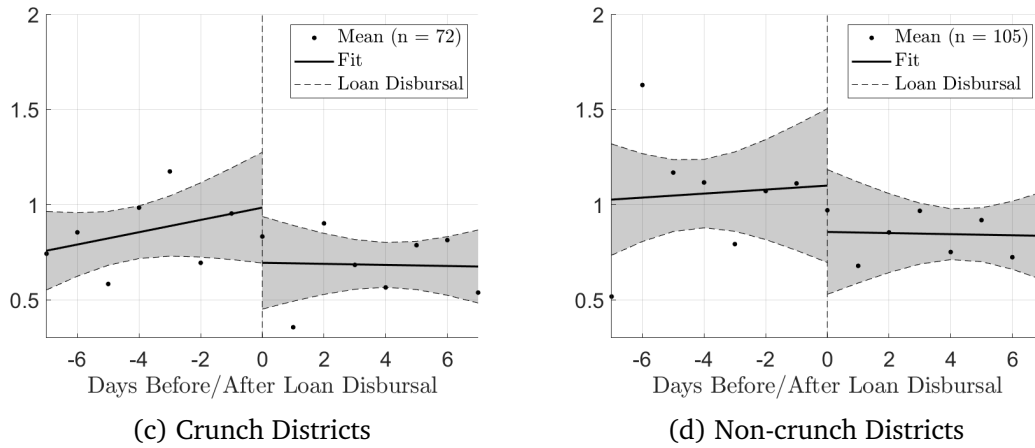 2
1.5
1
0.5
Mean (n = 72)
Fit
Loan Disbursal
-6 -4 -2 0 2 4 6
Days Before/After Loan Disbursal
(c) Crunch Districts
2
1.5
1
0.5
Mean (n = 105)
Fit
Loan Disbursal
-6 -4 -2 0 2 4 6
Days Before/After Loan Disbursal
(d) Non-crunch Districts